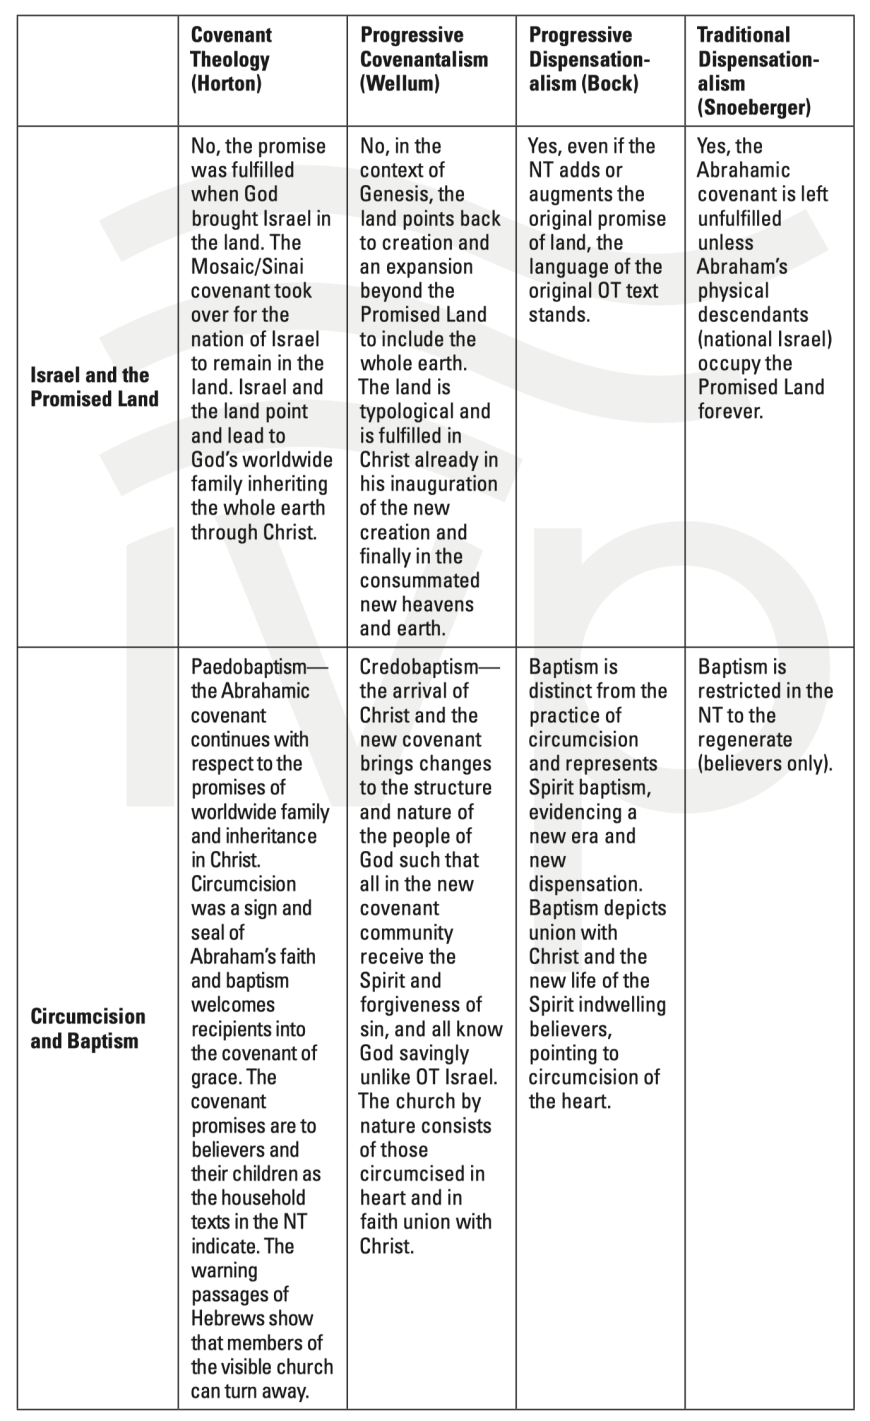 Covenant
Theology
(Horton)
Progressive
Covenantalism
(Wellum)
Progressive
Dispensation-
alism (Bock)
Traditional
Dispensation-
alism
(Snoeberger)
Israel and the
Promised Land
No, the promise
was fulfilled
when God
brought Israel in
the land. The
Mosaic/Sinai
covenant took
over for the
nation of Israel
to remain in the
land. Israel and
the land point
and lead to
God's worldwide
family inheriting
the whole earth
through Christ.
No, in the
context of
Genesis, the
land points back
to creation and
an expansion
beyond the
Promised Land
to include the
whole earth.
The land is
typological and
is fulfilled in
Christ already in
his inauguration
of the new
creation and
finally in the
consummated
new heavens
and earth.
Yes, even if the
NT adds or
augments the
original promise
of land, the
language of the
original OT text
stands.
Yes, the
Abrahamic
covenant is left
unfulfilled
unless
Abraham's
physical
descendants
(national Israel)
occupy the
Promised Land
forever.
Circumcision
and Baptism
Paedobaptism—
the Abrahamic
covenant
continues with
respect to the
promises of
worldwide family
and inheritance
in Christ.
Circumcision
was a sign and
seal of
Abraham's faith
and baptism
welcomes
recipients into
the covenant of
grace. The
covenant
promises are to
believers and
their children as
the household
texts in the NT
indicate. The
warning
passages of
Hebrews show
that members of
the visible church
can turn away.
Credobaptism—
the arrival of
Christ and the
new covenant
brings changes
to the structure
and nature of
the people of
God such that
all in the new
covenant
community
receive the
Spirit and
forgiveness of
sin, and all know
God savingly
unlike OT Israel.
The church by
nature consists
of those
circumcised in
heart and in
faith union with
Christ.
Baptism is
distinct from the
practice of
circumcision
and represents
Spirit baptism,
evidencing a
new era and
new
dispensation.
Baptism depicts
union with
Christ and the
new life of the
Spirit indwelling
believers,
pointing to
circumcision of
the heart.
Baptism is
restricted in the
NT to the
regenerate
(believers only).
ivp